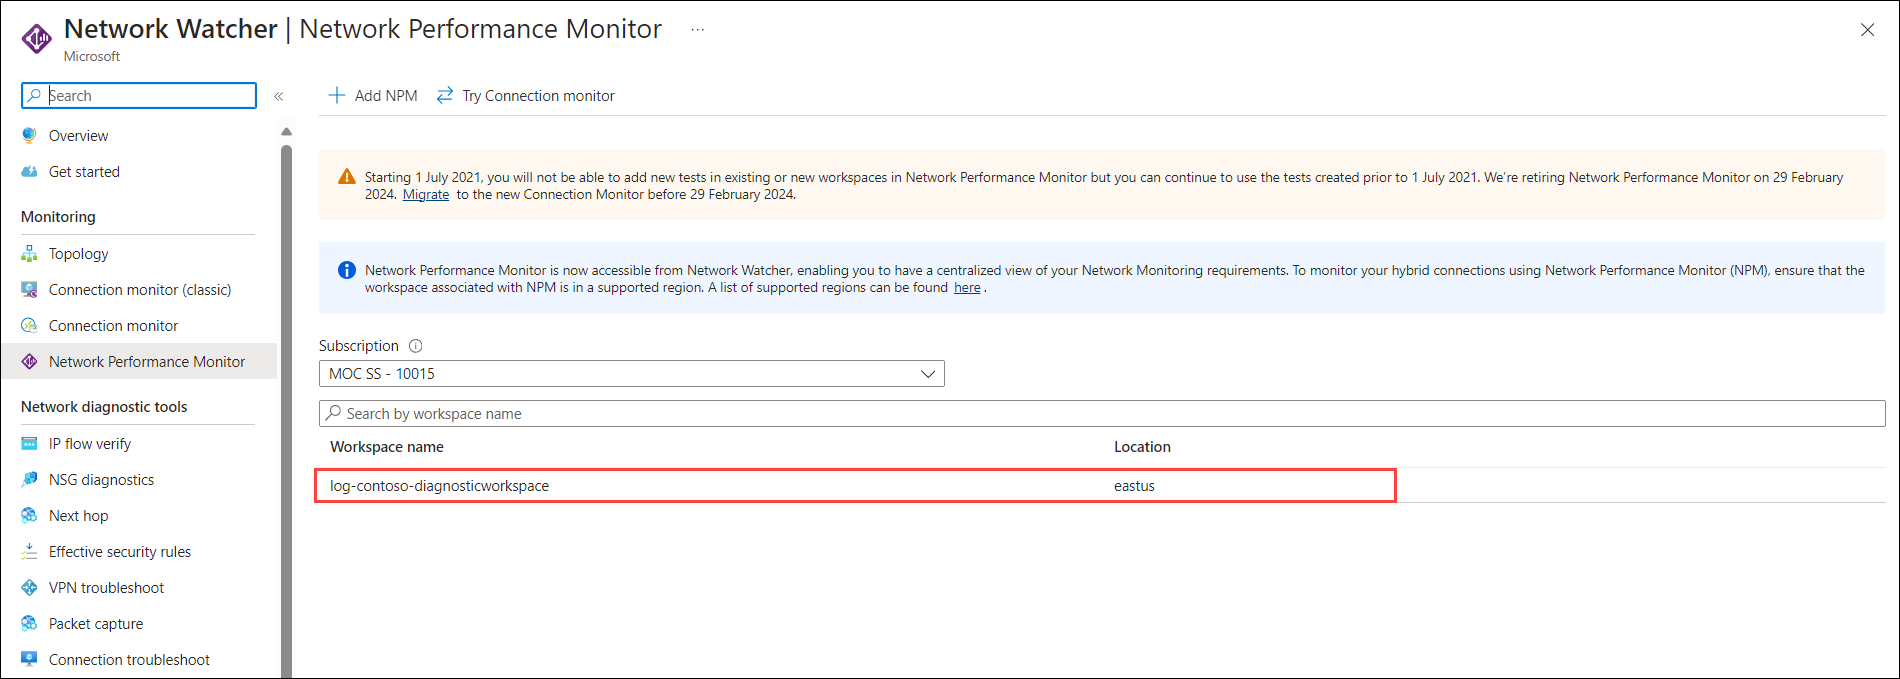 Network Watcher | Network Performance Monitor ...
Microsoft
Search
«
Add NPM
Try Connection monitor
Overview
Get started
Monitoring
Topology
Connection monitor (classic)
Connection monitor
Network Performance Monitor
Network diagnostic tools
IP flow verify
NSG diagnostics
Next hop
Effective security rules
VPN troubleshoot
Packet capture
Connection troubleshoot
Starting 1 July 2021, you will not be able to add new tests in existing or new workspaces in Network Performance Monitor but you can continue to use the tests created prior to 1 July 2021. We're retiring Network Performance Monitor on 29 February
2024. Migrate to the new Connection Monitor before 29 February 2024.
Network Performance Monitor is now accessible from Network Watcher, enabling you to have a centralized view of your Network Monitoring requirements. To monitor your hybrid connections using Network Performance Monitor (NPM), ensure that the
workspace associated with NPM is in a supported region. A list of supported regions can be found here .
Subscription
MOC SS - 10015
Search by workspace name
Workspace name Location
log-contoso-diagnosticworkspace eastus